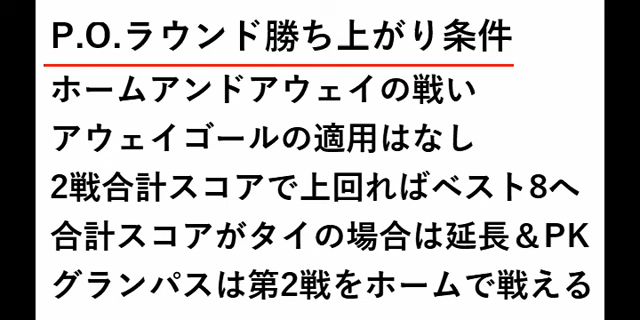 P.O.ラウンド勝ち上がり条件
ホームアンドアウェイの戦い
アウェイゴールの適用はなし
2戦合計スコアで上回ればベスト8へ
合計スコアがタイの場合は延長＆PK
グランパスは第2戦をホームで戦える